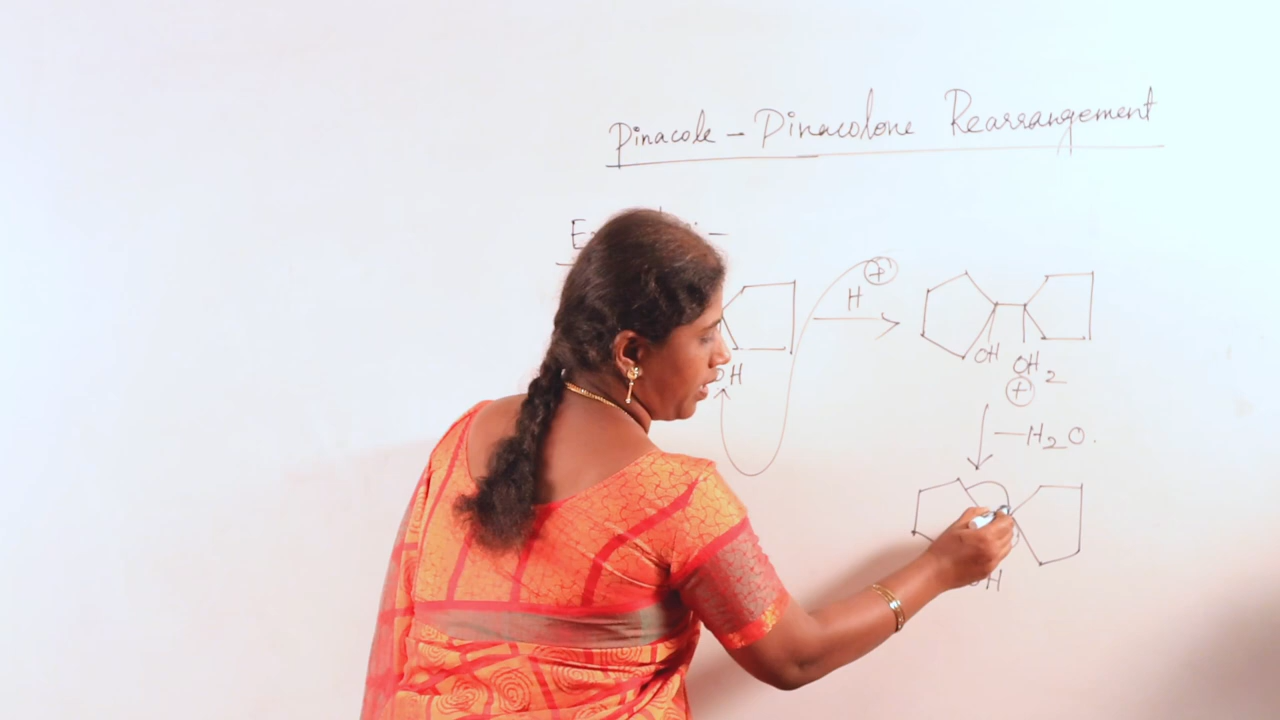 Pinacole - Pinacolone Rearrangement
H +
OH
OH
OH2
+
-H2O.
H